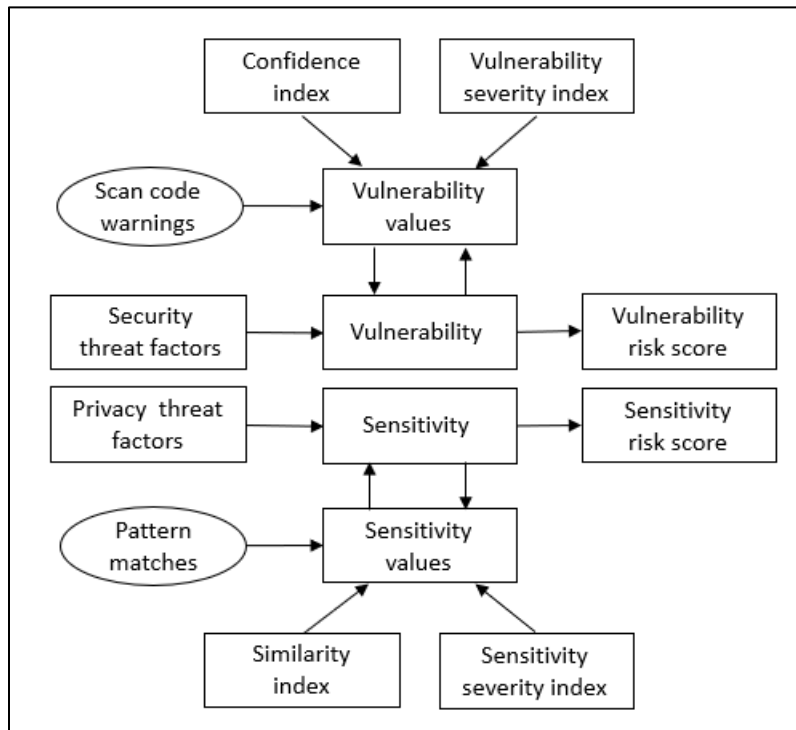 Confidence
index
Vulnerability
severity index
Scan code
warnings
Vulnerability
values
Security
threat factors
Vulnerability
Vulnerability
risk score
Privacy threat
factors
Sensitivity
Sensitivity
risk score
Pattern
matches
Sensitivity
values
Similarity
index
Sensitivity
severity index